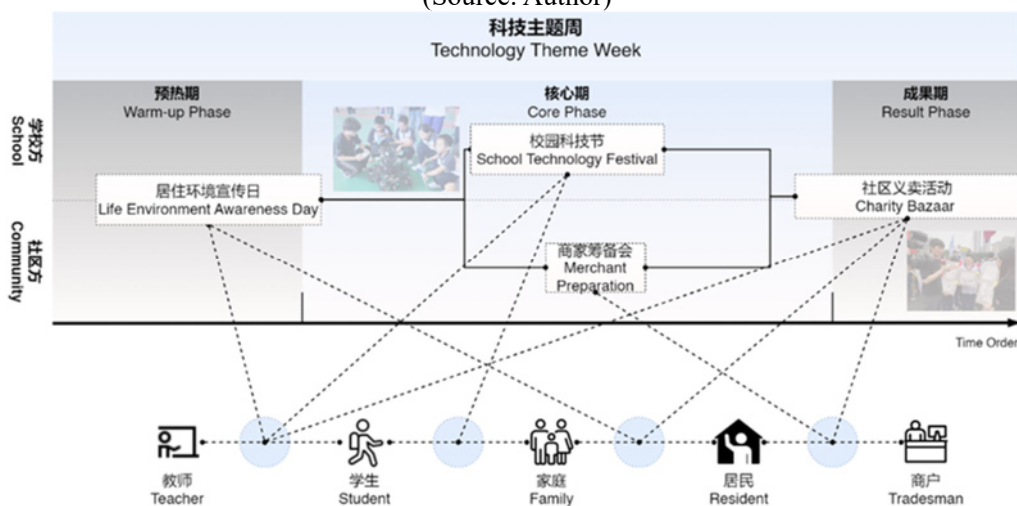 (Source: Author)
科技主题周
Technology Theme Week
预热期
Warm-up Phase
核心期
Core Phase
成果期
Result Phase
学校方
School
社区方
Community
校园科技节
School Technology Festival
居住环境宣传日
Life Environment Awareness Day
社区义卖活动
Charity Bazaar
商家筹备会
Merchant
Preparation
Time Order
教师
Teacher
学生
Student
家庭
Family
居民
Resident
商户
Tradesman